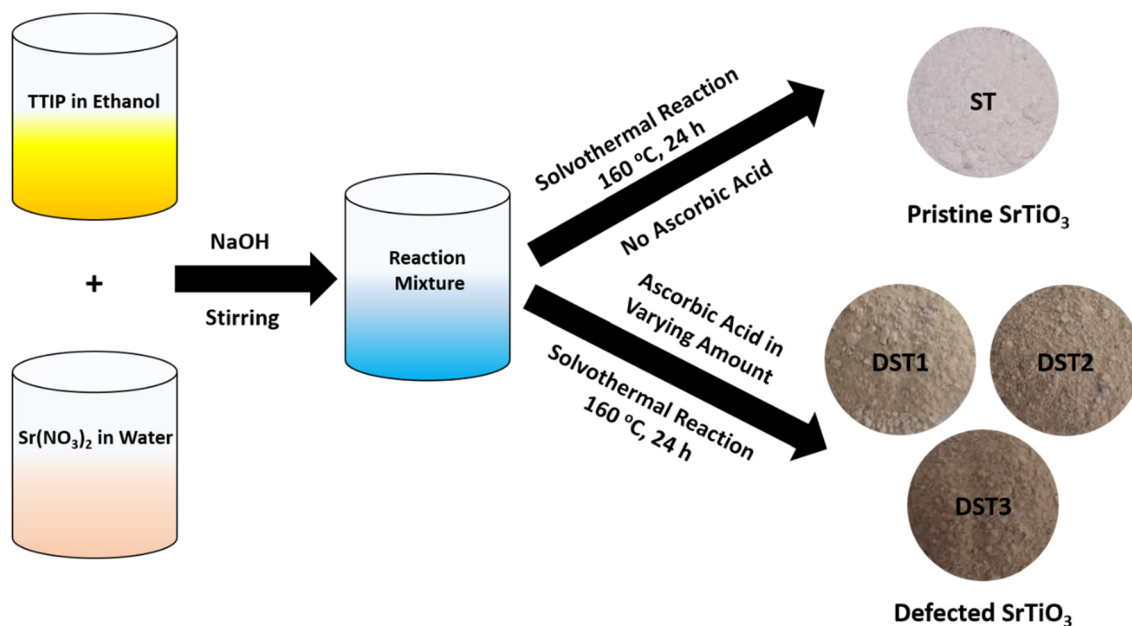 TTIP in Ethanol
+
Sr(NO₃)₂ in Water
NaOH
Stirring
Reaction
Mixture
Solvothermal Reaction
160 °C, 24 h
No Ascorbic Acid
Ascorbic Acid in
Varying Amount
Solvothermal Reaction
160 °C, 24 h
ST
Pristine SrTiO₃
DST1
DST2
DST3
Defected SrTiO₃